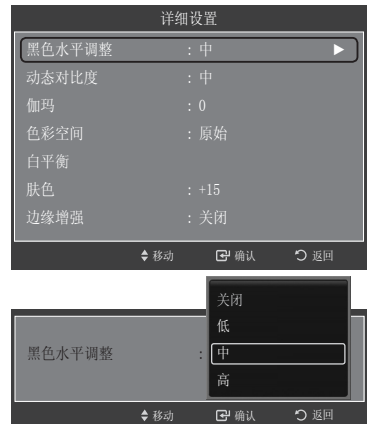 详细设置
黑色水平调整 : 中
动态对比度 : 中
伽玛 : 0
色彩空间 : 原始
白平衡
肤色 : +15
边缘增强 : 关闭
移动 确认 返回
黑色水平调整 :
关闭
低
中
高
移动 确认 返回